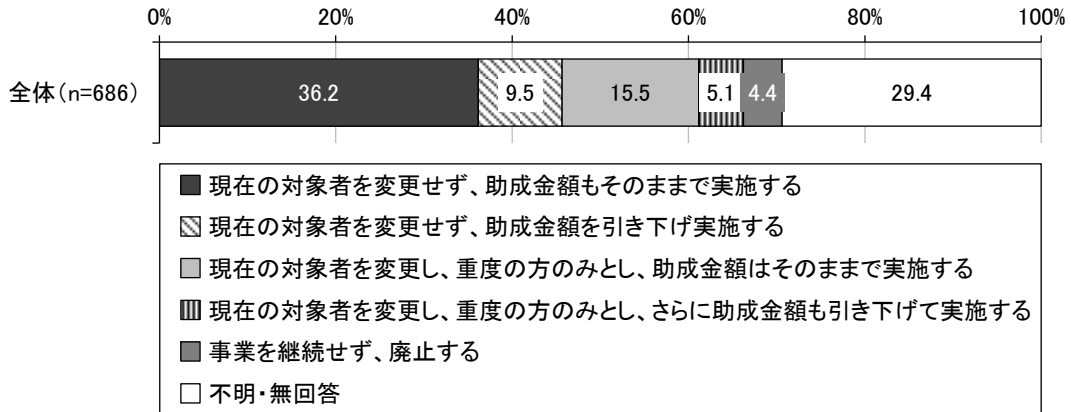 0% 20% 40% 60% 80% 100%
全体(n=686) 36.2 9.5 15.5 5.1 4.4 29.4
現在の対象者を変更せず、助成金額もそのままで実施する
現在の対象者を変更せず、助成金額を引き下げ実施する
現在の対象者を変更し、重度の方のみとし、助成金額はそのままで実施する
現在の対象者を変更し、重度の方のみとし、さらに助成金額も引き下げて実施する
事業を継続せず、廃止する
不明・無回答